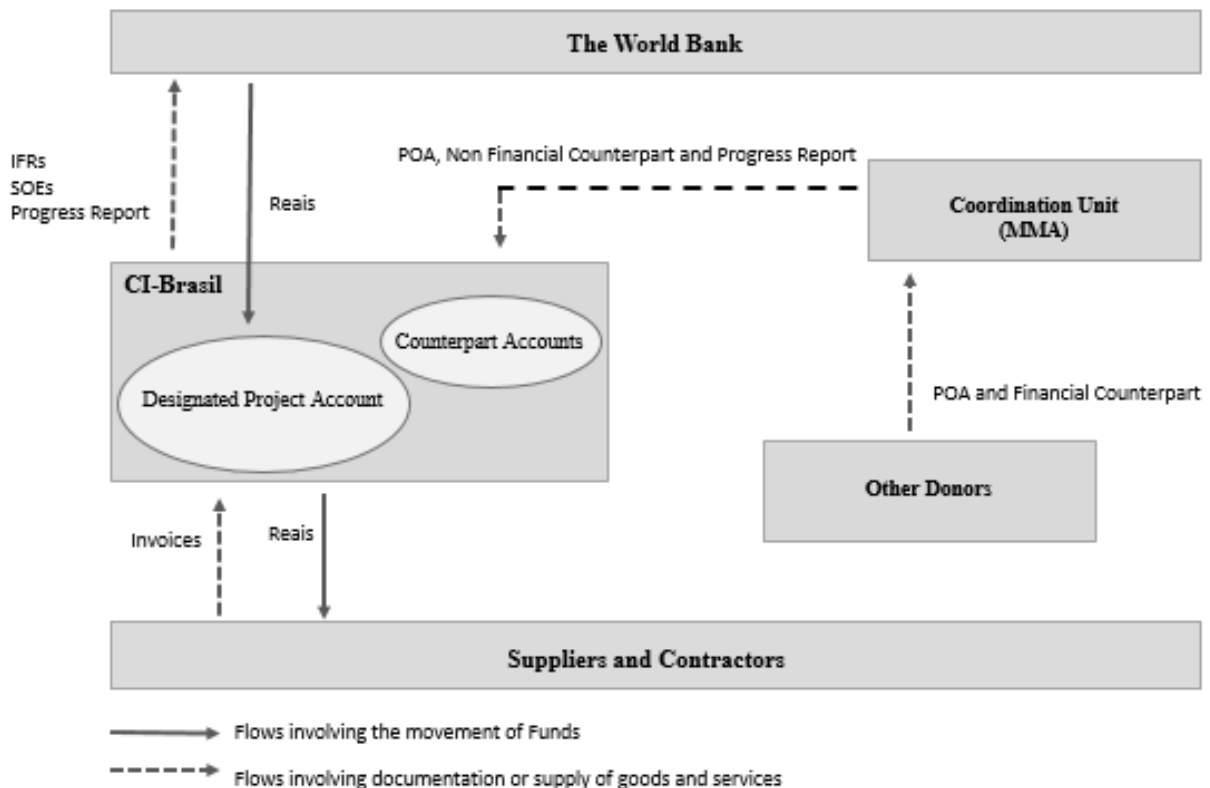 The World Bank
IFRs
SOEs
Progress Report
Reais
POA, Non Financial Counterpart and Progress Report
Coordination Unit
(MMA)
CI-Brasil
Counterpart Accounts
Designated Project Account
POA and Financial Counterpart
Other Donors
Invoices
Reais
Suppliers and Contractors
Flows involving the movement of Funds
Flows involving documentation or supply of goods and services